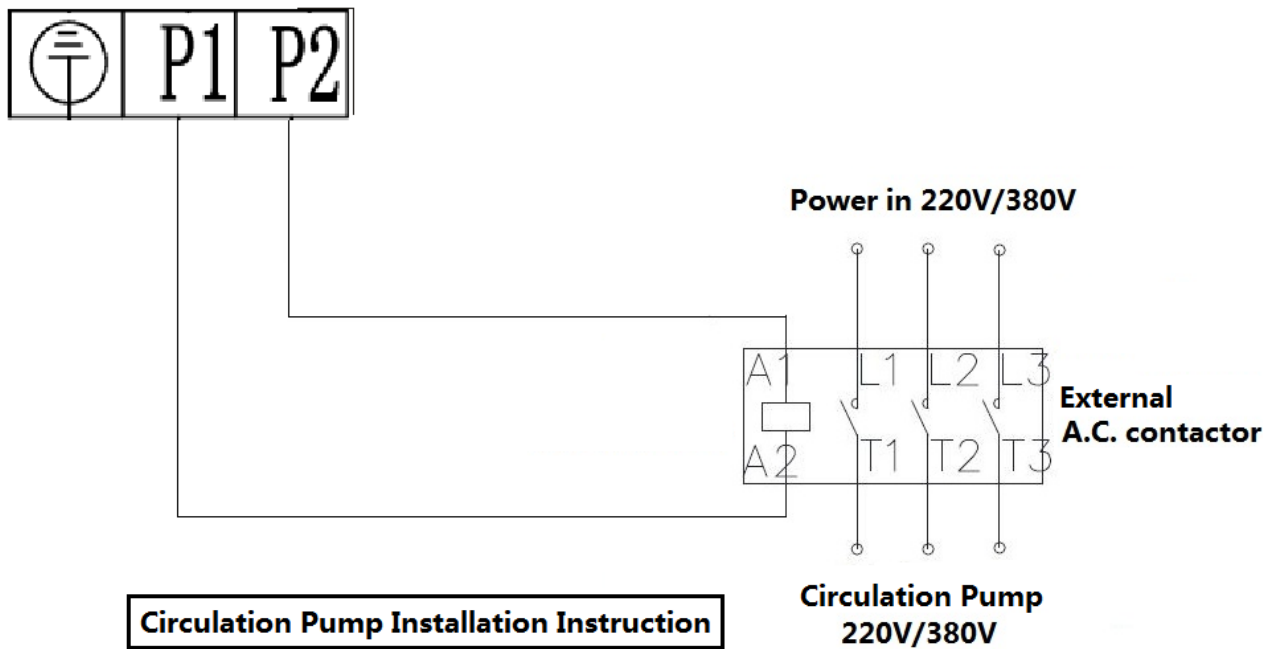 P1 P2
Power in 220V/380V
A1 L1 L2 L3
External
A.C. contactor
A2 T1 T2 T3
Circulation Pump
220V/380V
Circulation Pump Installation Instruction